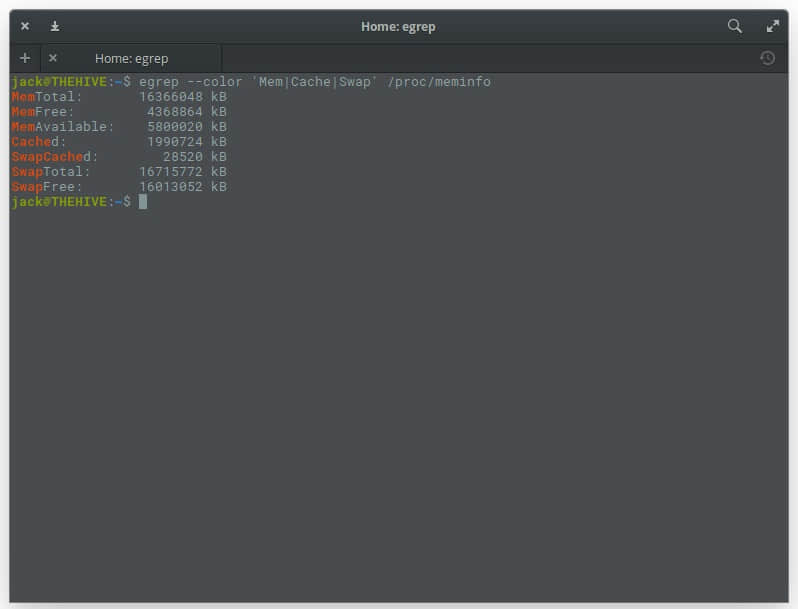 Home: egrep
Home: egrep
jack@THEHIVE:~$ egrep --color 'Mem|Cache|Swap' /proc/meminfo
MemTotal:       16366048 kB
MemFree:         4368864 kB
MemAvailable:    5800020 kB
Cached:          1990724 kB
SwapCached:        28520 kB
SwapTotal:      16715772 kB
SwapFree:       16013052 kB
jack@THEHIVE:~$